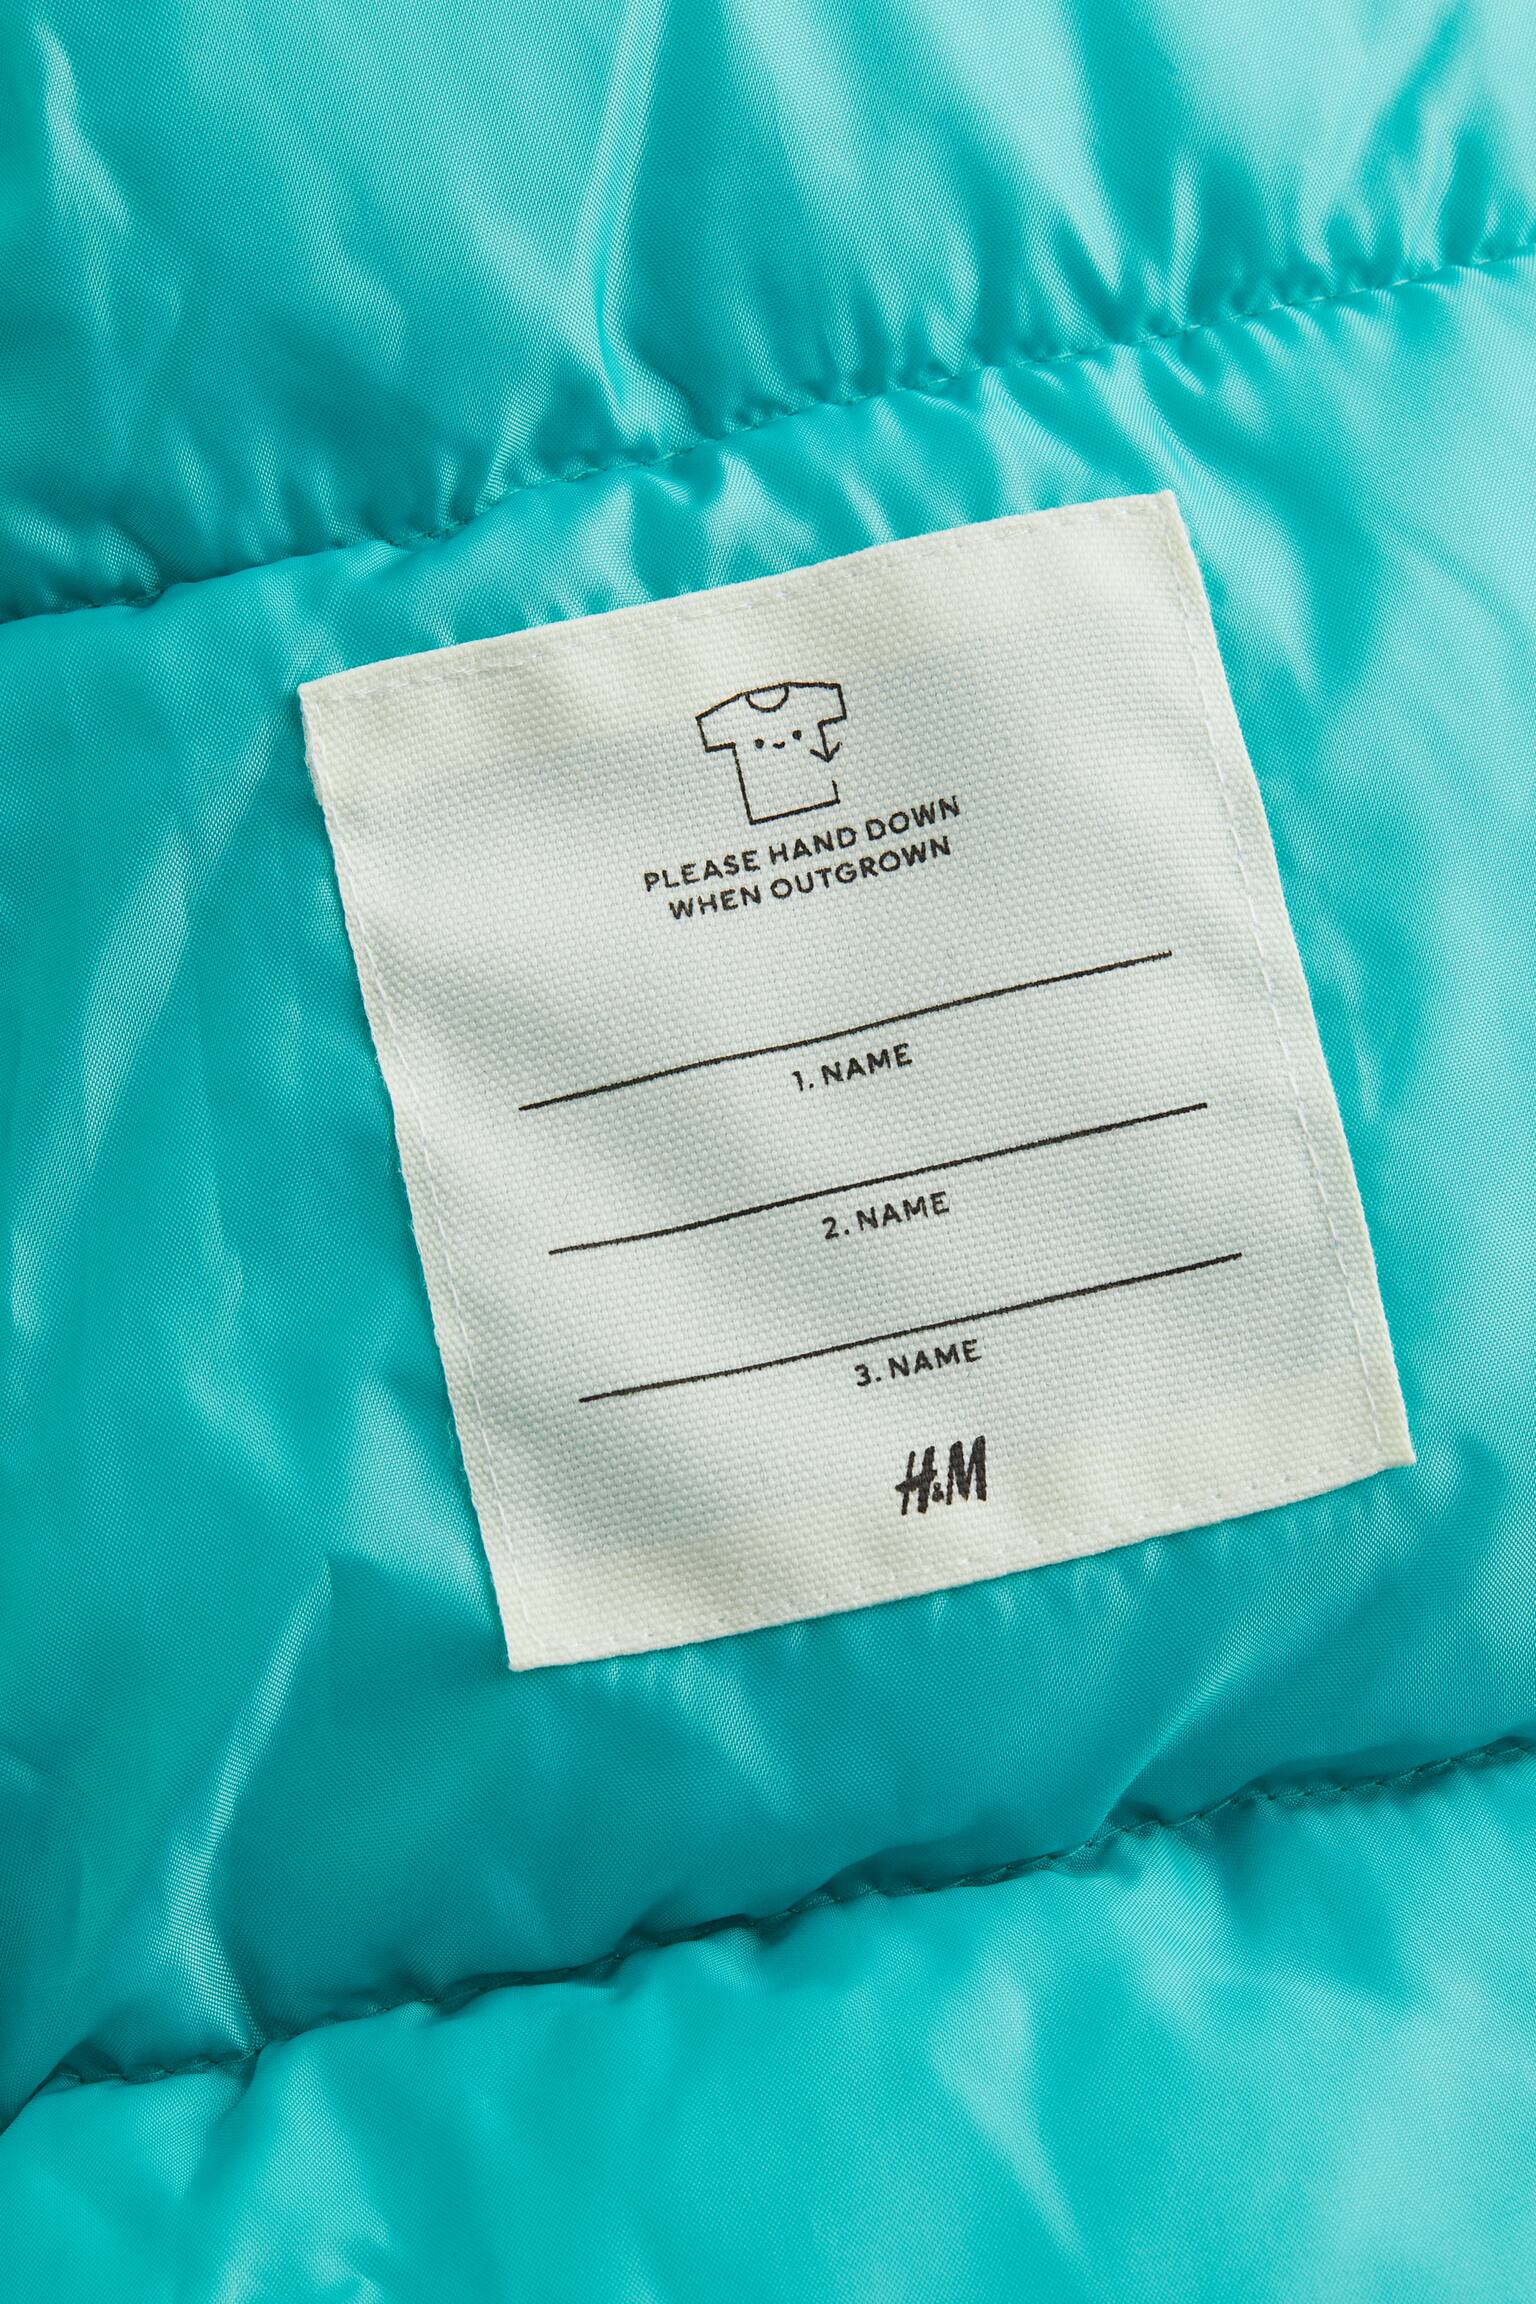 PLEASE HAND DOWN
WHEN OUTGROWN
1. NAME
2. NAME
3. NAME
H&M